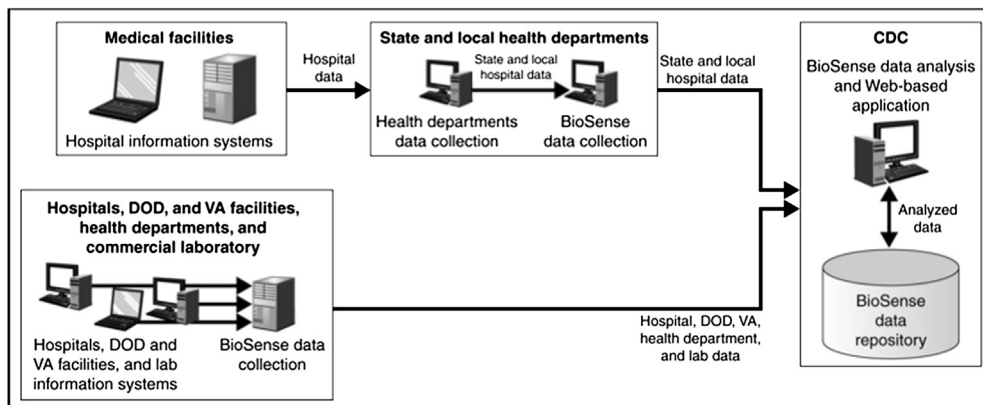 Medical facilities
Hospital information systems
Hospital
data
State and local health departments
State and local
hospital data
Health departments
data collection
BioSense
data collection
State and local
hospital data
CDC
BioSense data analysis
and Web-based
application
Analyzed
data
BioSense
data
repository
Hospitals, DOD, and VA facilities,
health departments, and
commercial laboratory
Hospitals, DOD and
VA facilities, and lab
information systems
BioSense data
collection
Hospital, DOD, VA,
health department,
and lab data